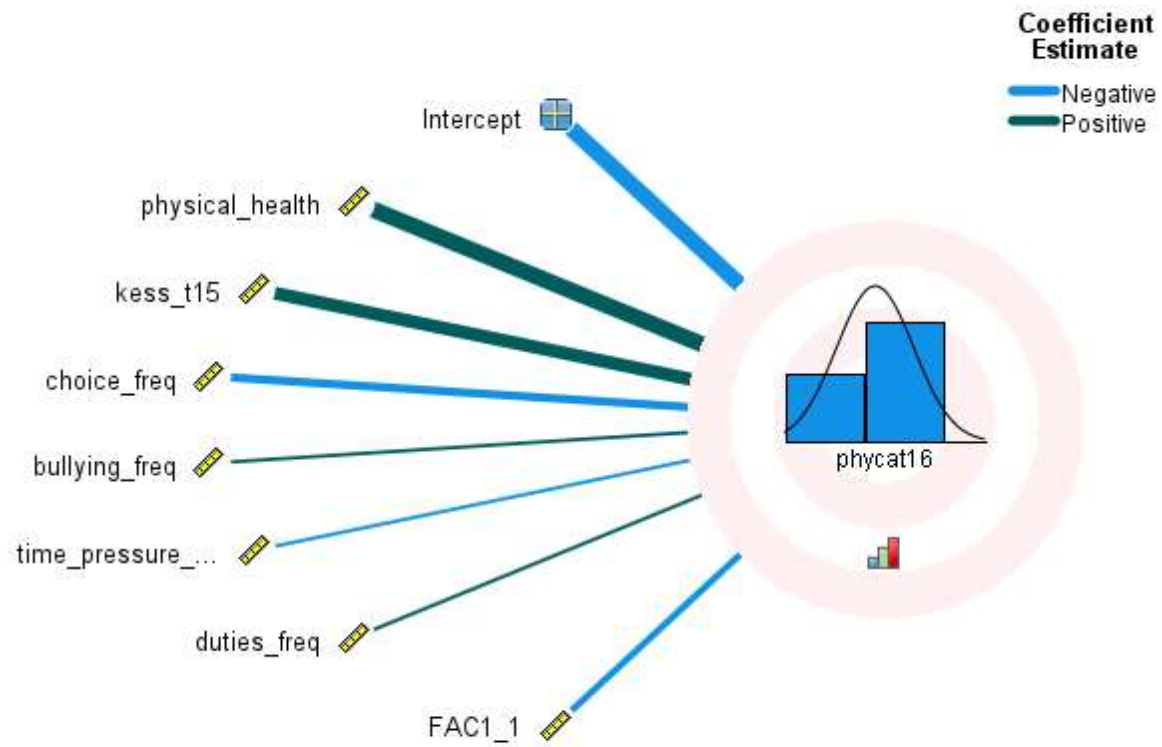 Coefficient
Estimate
Negative
Positive
Intercept
physical_health
kess_t15
choice_freq
bullying_freq
time_pressure_...
duties_freq
FAC1_1
phycat16